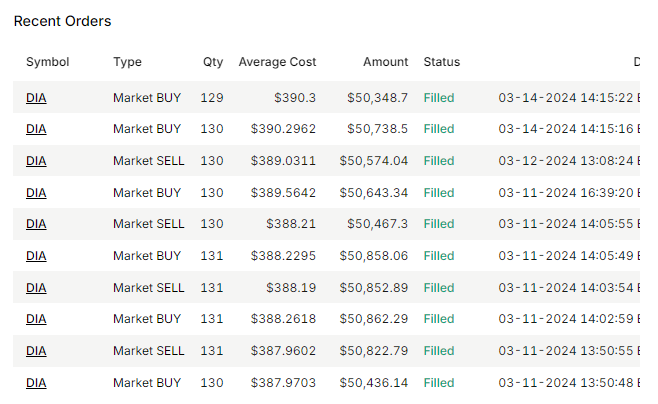 Recent Orders
Symbol Type Qty Average Cost Amount Status D
DIA Market BUY 129 $390.3 $50,348.7 Filled 03-14-2024 14:15:22 E
DIA Market BUY 130 $390.2962 $50,738.5 Filled 03-14-2024 14:15:16 E
DIA Market SELL 130 $389.0311 $50,574.04 Filled 03-12-2024 13:08:24 E
DIA Market BUY 130 $389.5642 $50,643.34 Filled 03-11-2024 16:39:20 E
DIA Market SELL 130 $388.21 $50,467.3 Filled 03-11-2024 14:05:55 E
DIA Market BUY 131 $388.2295 $50,858.06 Filled 03-11-2024 14:05:49 E
DIA Market SELL 131 $388.19 $50,852.89 Filled 03-11-2024 14:03:54 E
DIA Market BUY 131 $388.2618 $50,862.29 Filled 03-11-2024 14:02:59 E
DIA Market SELL 131 $387.9602 $50,822.79 Filled 03-11-2024 13:50:55 E
DIA Market BUY 130 $387.9703 $50,436.14 Filled 03-11-2024 13:50:48 E